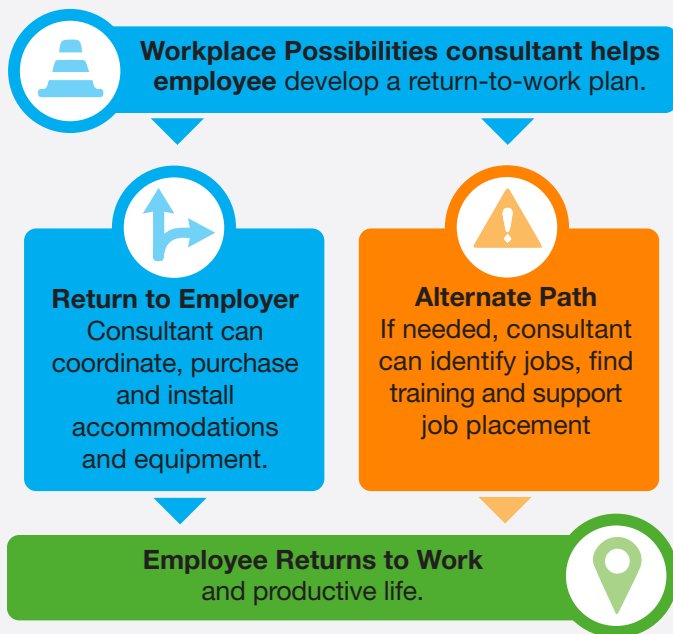 Workplace Possibilities consultant helps
employee develop a return-to-work plan.
Return to Employer
Consultant can
coordinate, purchase
and install
accommodations
and equipment.
Alternate Path
If needed, consultant
can identify jobs, find
training and support
job placement
Employee Returns to Work
and productive life.